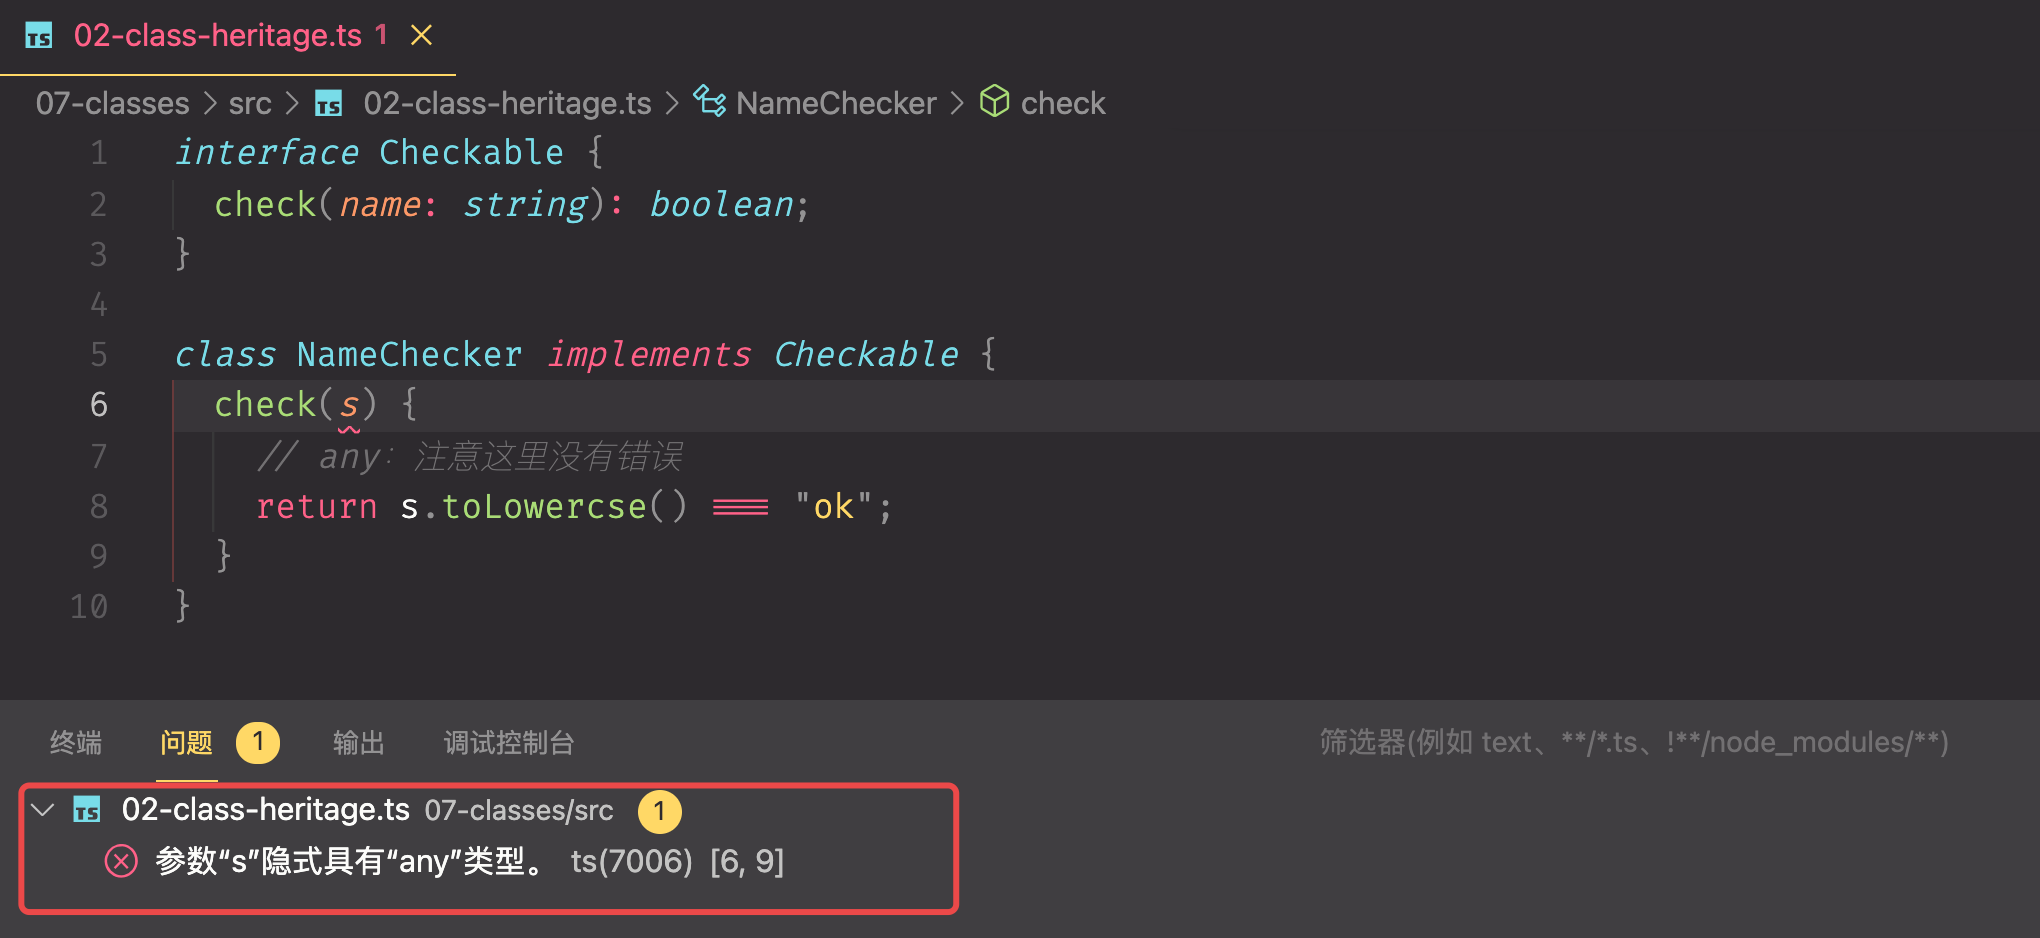 TS 02-class-heritage.ts 1
07-classes > src > TS 02-class-heritage.ts > NameChecker > check
1 interface Checkable {
2 check(name: string): boolean;
3 }
4
5 class NameChecker implements Checkable {
6 check(s) {
7 // any: 注意这里没有错误
8 return s.toLowercse() === "ok";
9 }
10 }
终端 问题 1 输出 调试控制台 筛选器(例如 text、**/*.ts、!**/node_modules/**)
TS 02-class-heritage.ts 07-classes/src 1
参数“s”隐式具有“any”类型。 ts(7006) [6, 9]